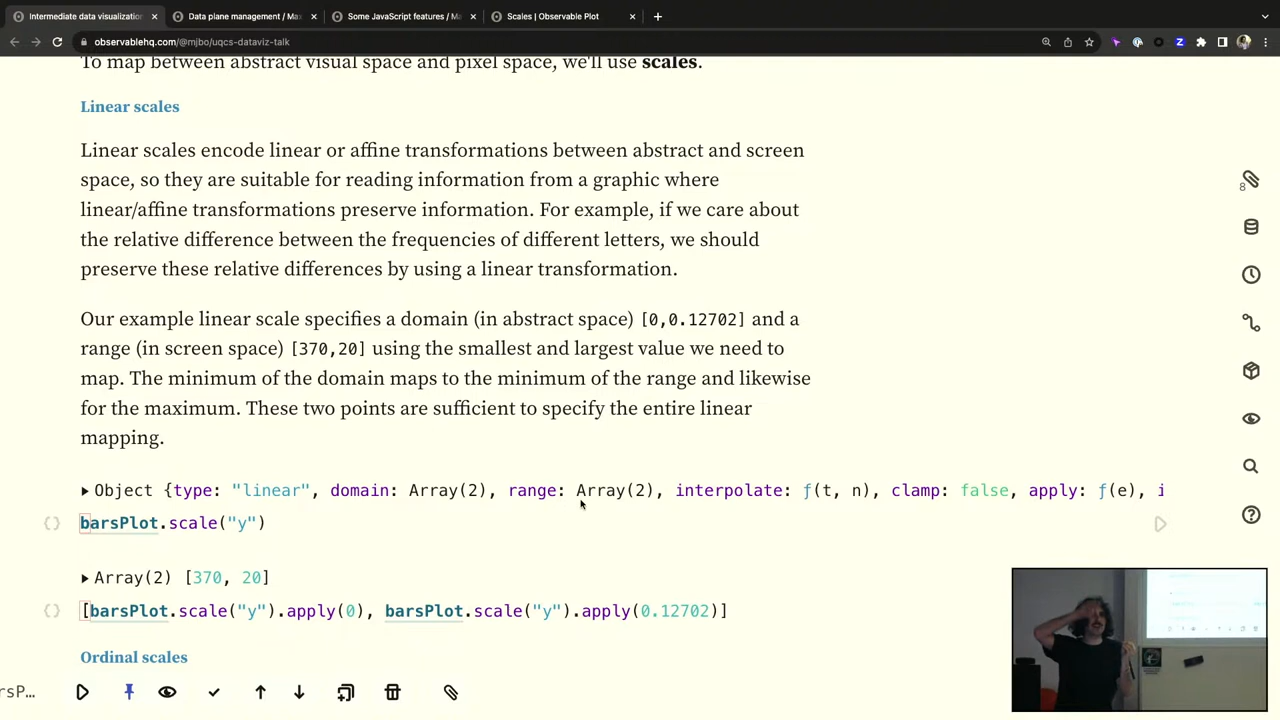 Intermediate data visualizatio
Data plane management / Ma
Some JavaScript features / M
Scales | Observable Plot
observablehq.com/@mjbo/uqcs-dataviz-talk
To map between abstract visual space and pixel space, we'll use scales.
Linear scales
Linear scales encode linear or affine transformations between abstract and screen
space, so they are suitable for reading information from a graphic where
linear/affine transformations preserve information. For example, if we care about
the relative difference between the frequencies of different letters, we should
preserve these relative differences by using a linear transformation.
Our example linear scale specifies a domain (in abstract space) [0,0.12702] and a
range (in screen space) [370,20] using the smallest and largest value we need to
map. The minimum of the domain maps to the minimum of the range and likewise
for the maximum. These two points are sufficient to specify the entire linear
mapping.
Object {type: "linear", domain: Array(2), range: Array(2), interpolate: ƒ(t, n), clamp: false, apply: ƒ(e), i
barsPlot.scale("y")
Array(2) [370, 20]
[barsPlot.scale("y").apply(0), barsPlot.scale("y").apply(0.12702)]
Ordinal scales
rsP…
8